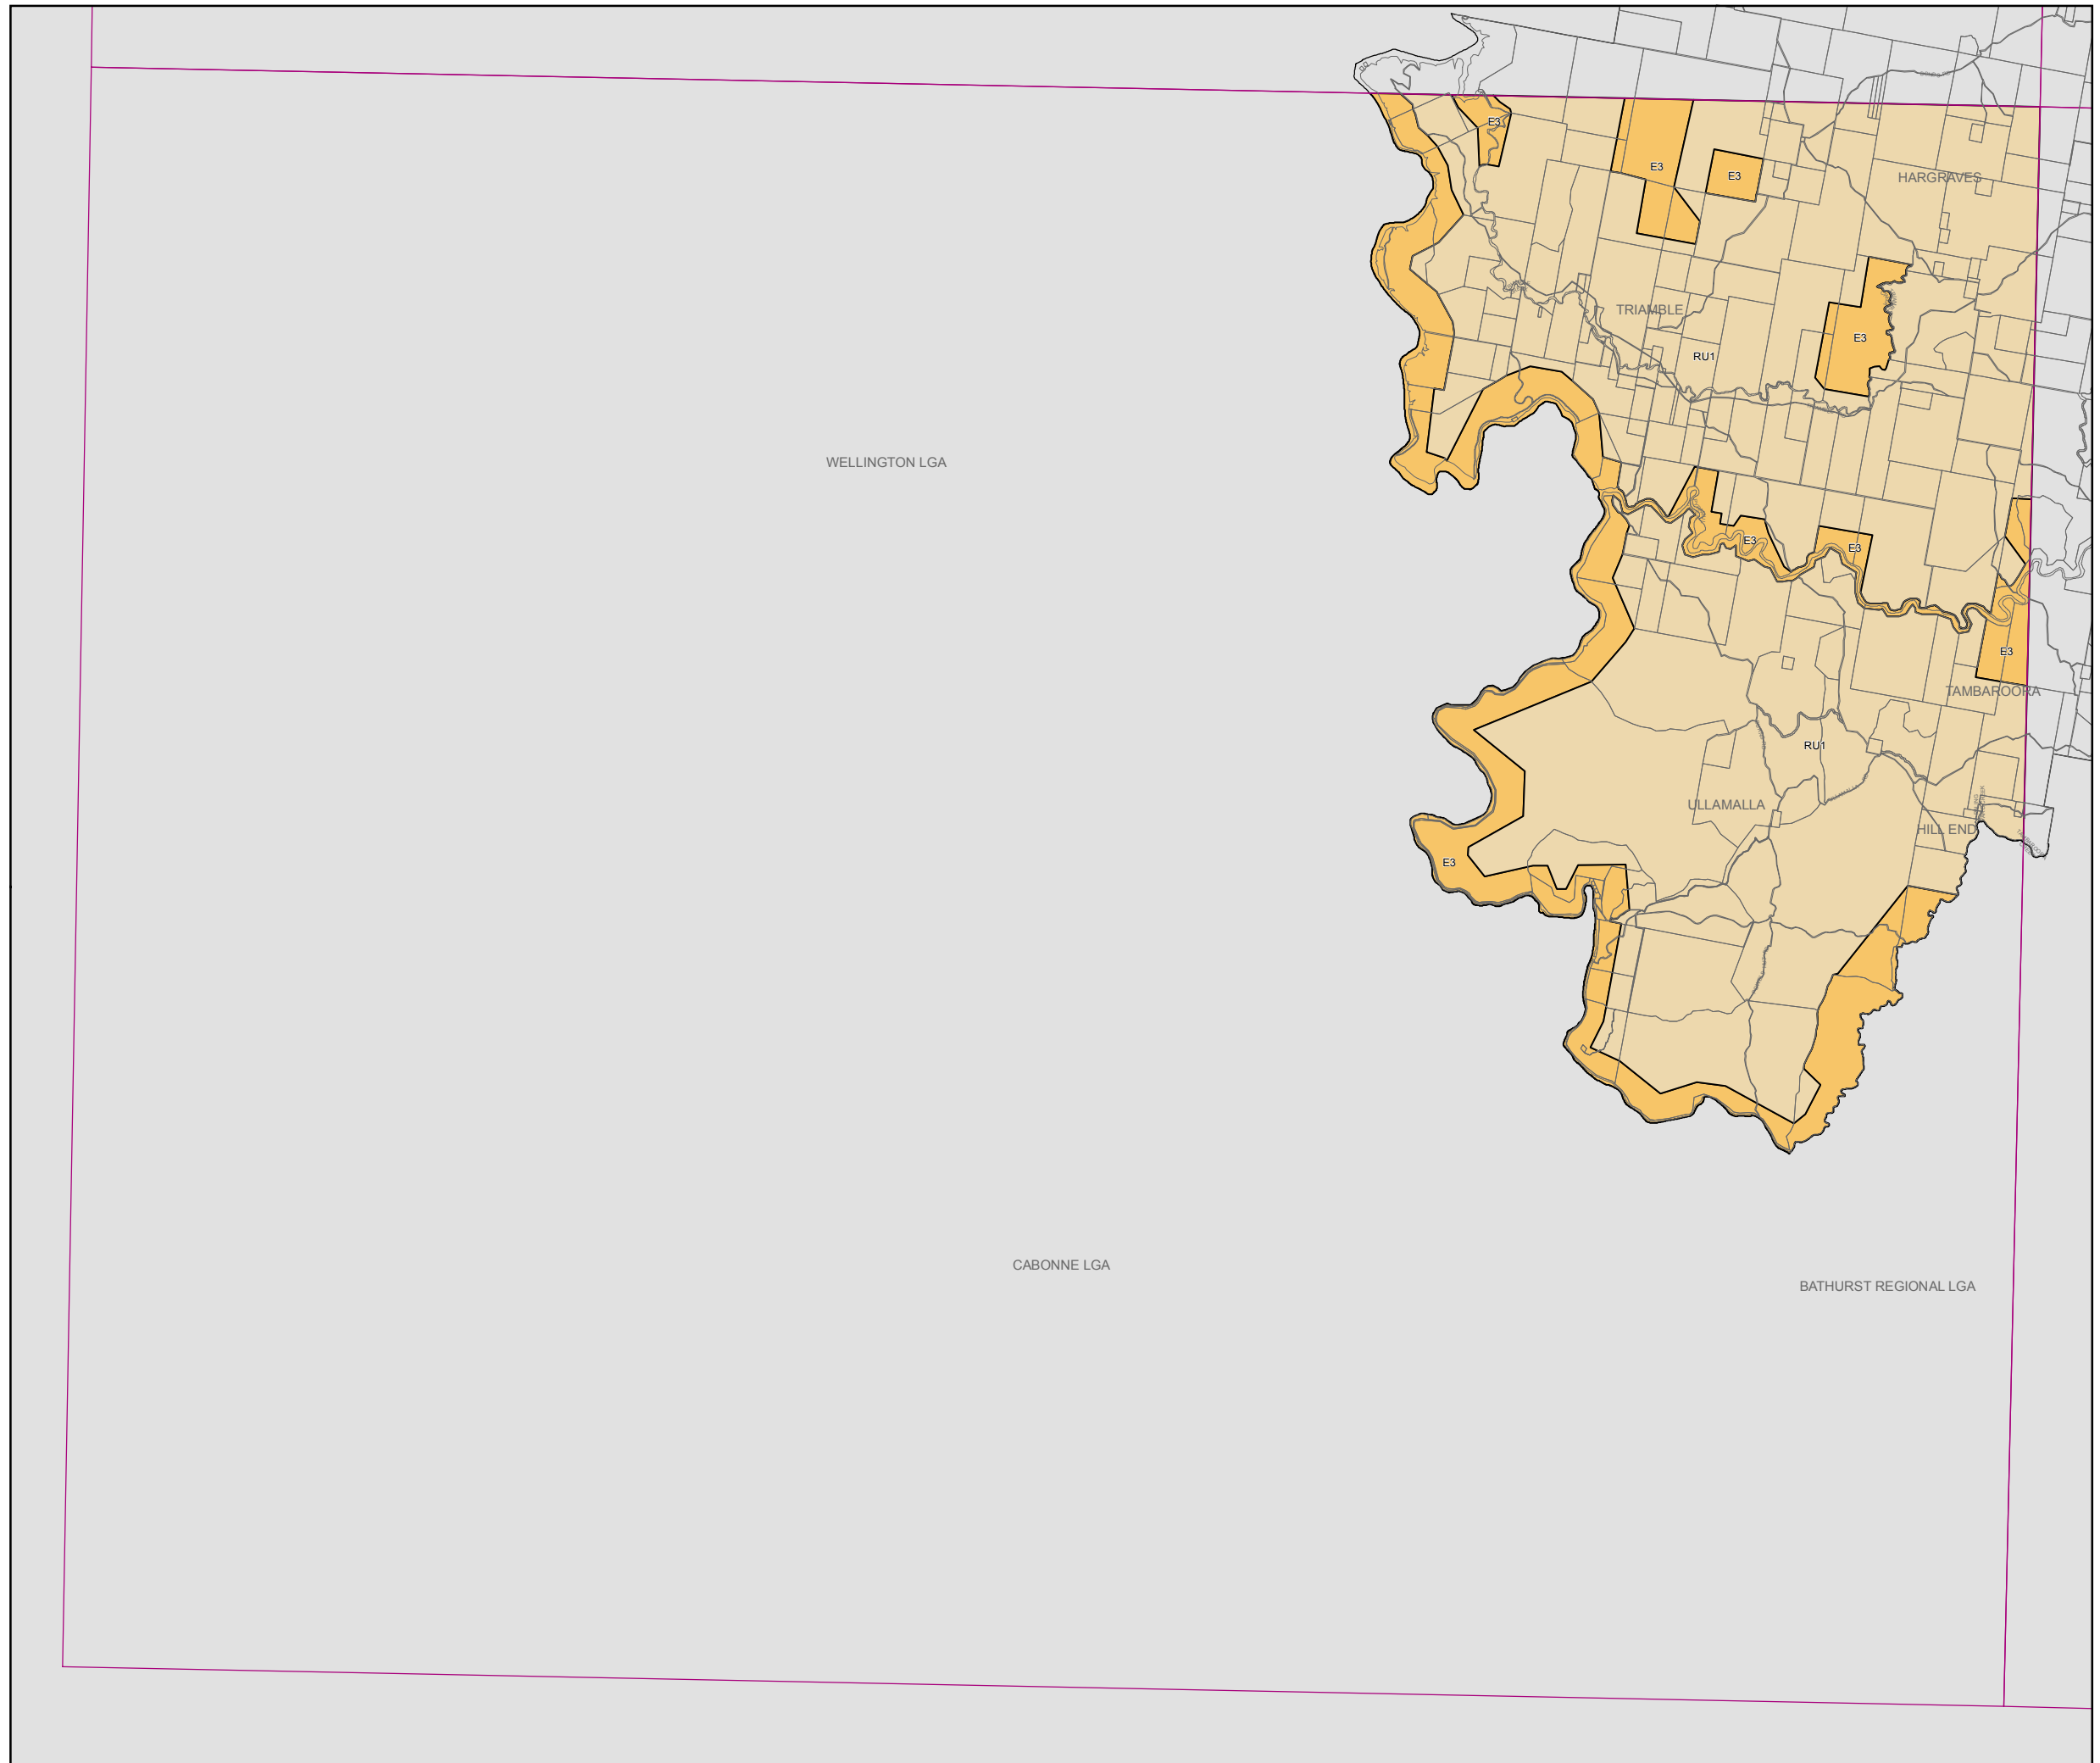 E3
E3
E3
HARGRAVES
TRIAMBLE
E3
RU1
WELLINGTON LGA
E3
E3
E3
TAMBAROORA
RU1
ULLAMALLA
HILL END
E3
CABONNE LGA
BATHURST REGIONAL LGA